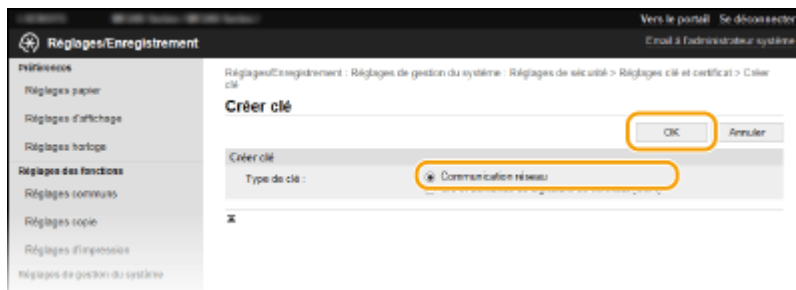 Vers le portail Se déconnecter
Réglages/Enregistrement
Email à l'administrateur système
Préférences
Réglages papier
Réglages d'affichage
Réglages horloge
Réglages des fonctions
Réglages communs
Réglages copie
Réglages d'impression
Réglages de gestion du système
Réglages/Enregistrement : Réglages de gestion du système : Réglages de sécurité > Réglages clé et certificat > Créer
clé
Créer clé
OK Annuler
Créer clé
Type de clé :
Communication réseau